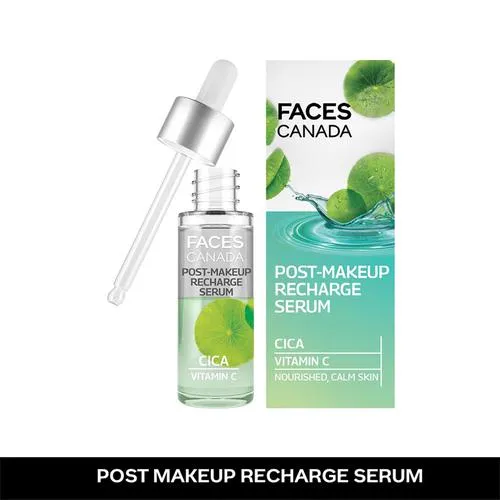 FACES
CANADA
POST-MAKEUP
RECHARGE
SERUM
CICA
VITAMIN C
FACES
CANADA
POST-MAKEUP
RECHARGE
SERUM
CICA
VITAMIN C
NOURISHED, CALM SKIN
POST MAKEUP RECHARGE SERUM